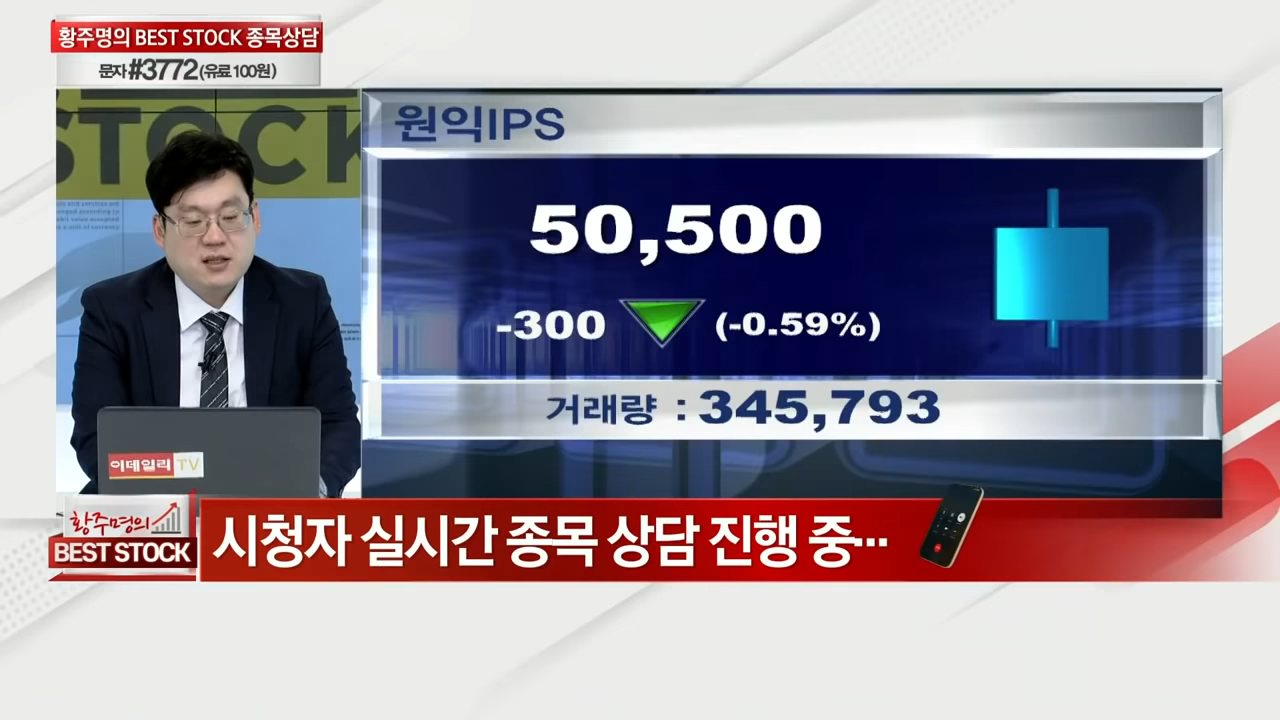 황주명의 BEST STOCK 종목상담
문자 #3772 (유료 100원)
STOCK
원익IPS
50,500
-300 (-0.59%)
거래량 : 345,793
이데일리 TV
황주명의
BEST STOCK
시청자 실시간 종목 상담 진행 중...